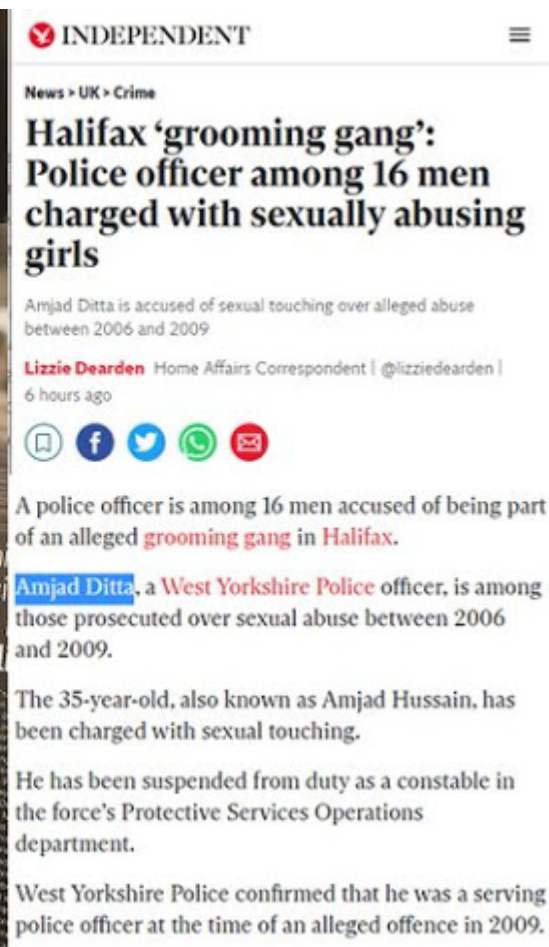 INDEPENDENT
News > UK > Crime
Halifax ‘grooming gang’:
Police officer among 16 men
charged with sexually abusing
girls
Amjad Ditta is accused of sexual touching over alleged abuse
between 2006 and 2009
Lizzie Dearden Home Affairs Correspondent | @lizziedearden |
6 hours ago
A police officer is among 16 men accused of being part
of an alleged grooming gang in Halifax.
Amjad Ditta, a West Yorkshire Police officer, is among
those prosecuted over sexual abuse between 2006
and 2009.
The 35-year-old, also known as Amjad Hussain, has
been charged with sexual touching.
He has been suspended from duty as a constable in
the force’s Protective Services Operations
department.
West Yorkshire Police confirmed that he was a serving
police officer at the time of an alleged offence in 2009.